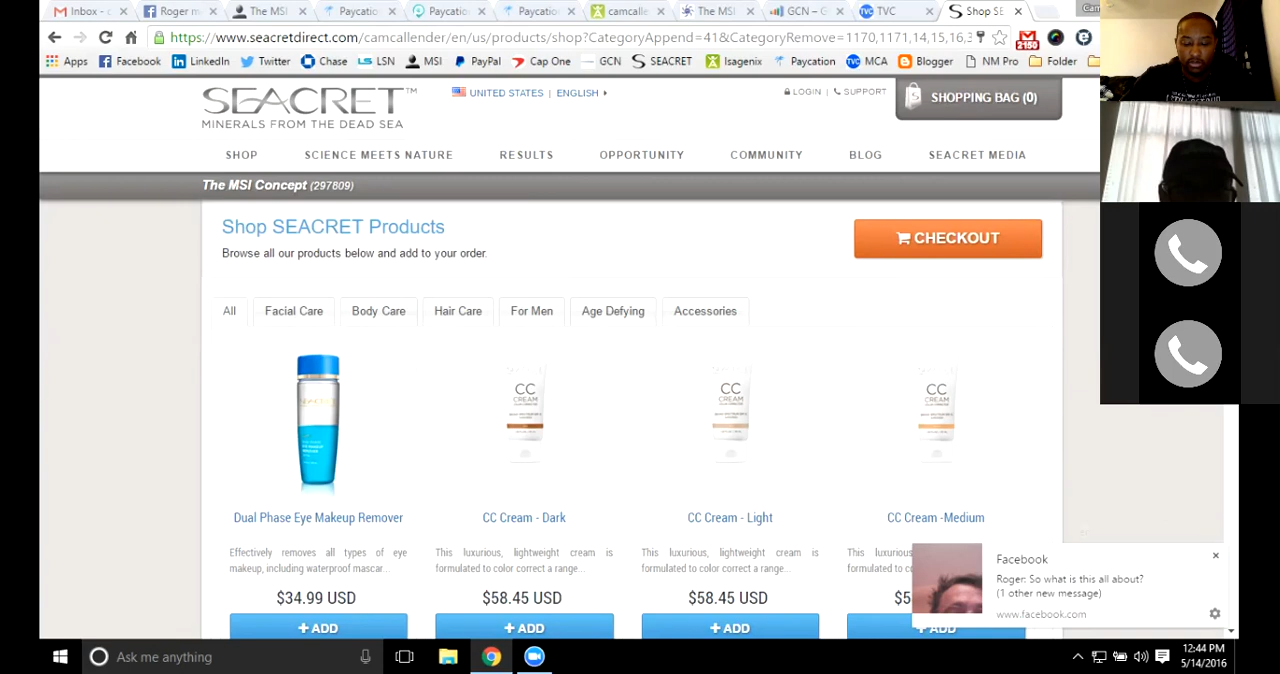 Inbox - c
Roger m
The MSI
Paycatio
Paycatio
Paycatio
camcalle
The MSI
GCN – G
TVC
Shop SE
Cam
https://www.seacretdirect.com/camcallender/en/us/products/shop?CategoryAppend=41&CategoryRemove=1170,1171,14,15,16,3
2150
Apps
Facebook
LinkedIn
Twitter
Chase
LSN
MSI
PayPal
Cap One
GCN
SEACRET
Isagenix
Paycation
MCA
Blogger
NM Pro
Folder
SEACRET™
MINERALS FROM THE DEAD SEA
UNITED STATES | ENGLISH
LOGIN | SUPPORT
SHOPPING BAG (0)
SHOP
SCIENCE MEETS NATURE
RESULTS
OPPORTUNITY
COMMUNITY
BLOG
SEACRET MEDIA
The MSI Concept (297809)
Shop SEACRET Products
Browse all our products below and add to your order.
CHECKOUT
All
Facial Care
Body Care
Hair Care
For Men
Age Defying
Accessories
CC
CREAM
CC
CREAM
CC
CREAM
Dual Phase Eye Makeup Remover
CC Cream - Dark
CC Cream - Light
CC Cream -Medium
Effectively removes all types of eye
makeup, including waterproof mascar...
This luxurious, lightweight cream is
formulated to color correct a range...
This luxurious, lightweight cream is
formulated to color correct a range...
This luxurious
formulated to co
$34.99 USD
$58.45 USD
$58.45 USD
$5
+ ADD
+ ADD
+ ADD
+ ADD
Facebook
Roger: So what is this all about?
(1 other new message)
www.facebook.com
Ask me anything
12:44 PM
5/14/2016